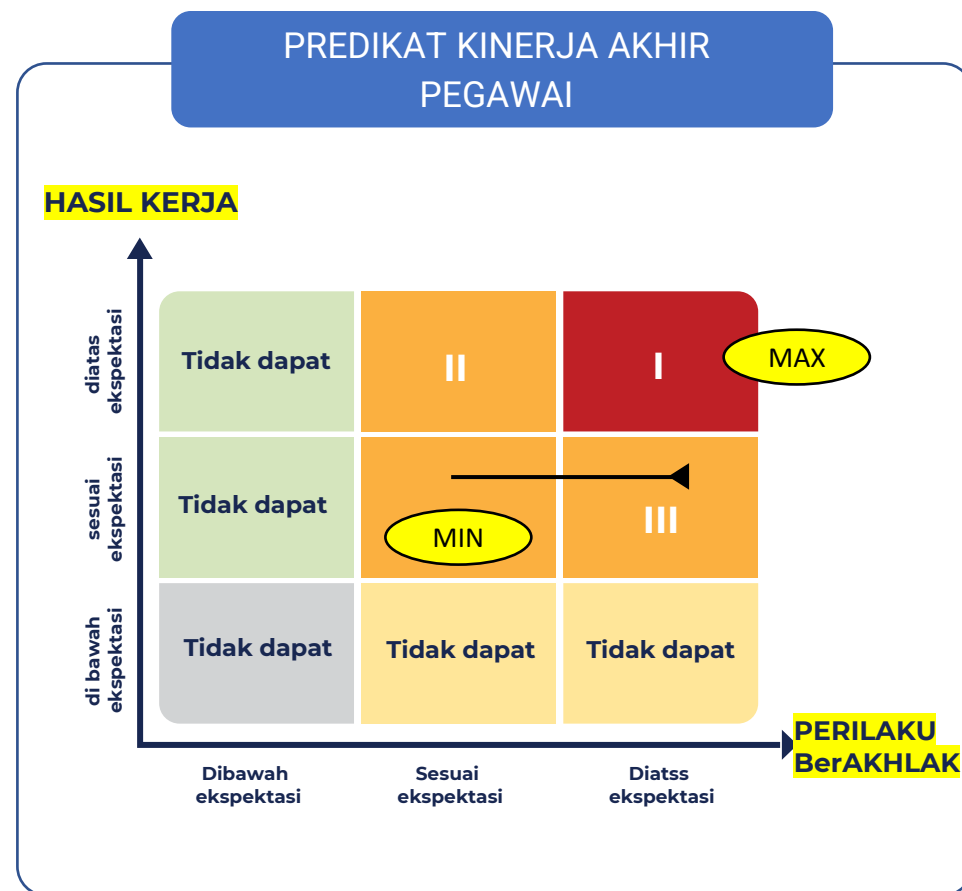 PREDIKAT KINERJA AKHIR
PEGAWAI
HASIL KERJA
diatas
ekspektasi
Tidak dapat
II
I
MAX
sesuai
ekspektasi
Tidak dapat
MIN
III
di bawah
ekspektasi
Tidak dapat
Tidak dapat
Tidak dapat
PERILAKU
BerAKHLAK
Dibawah
ekspektasi
Sesuai
ekspektasi
Diatss
ekspektasi